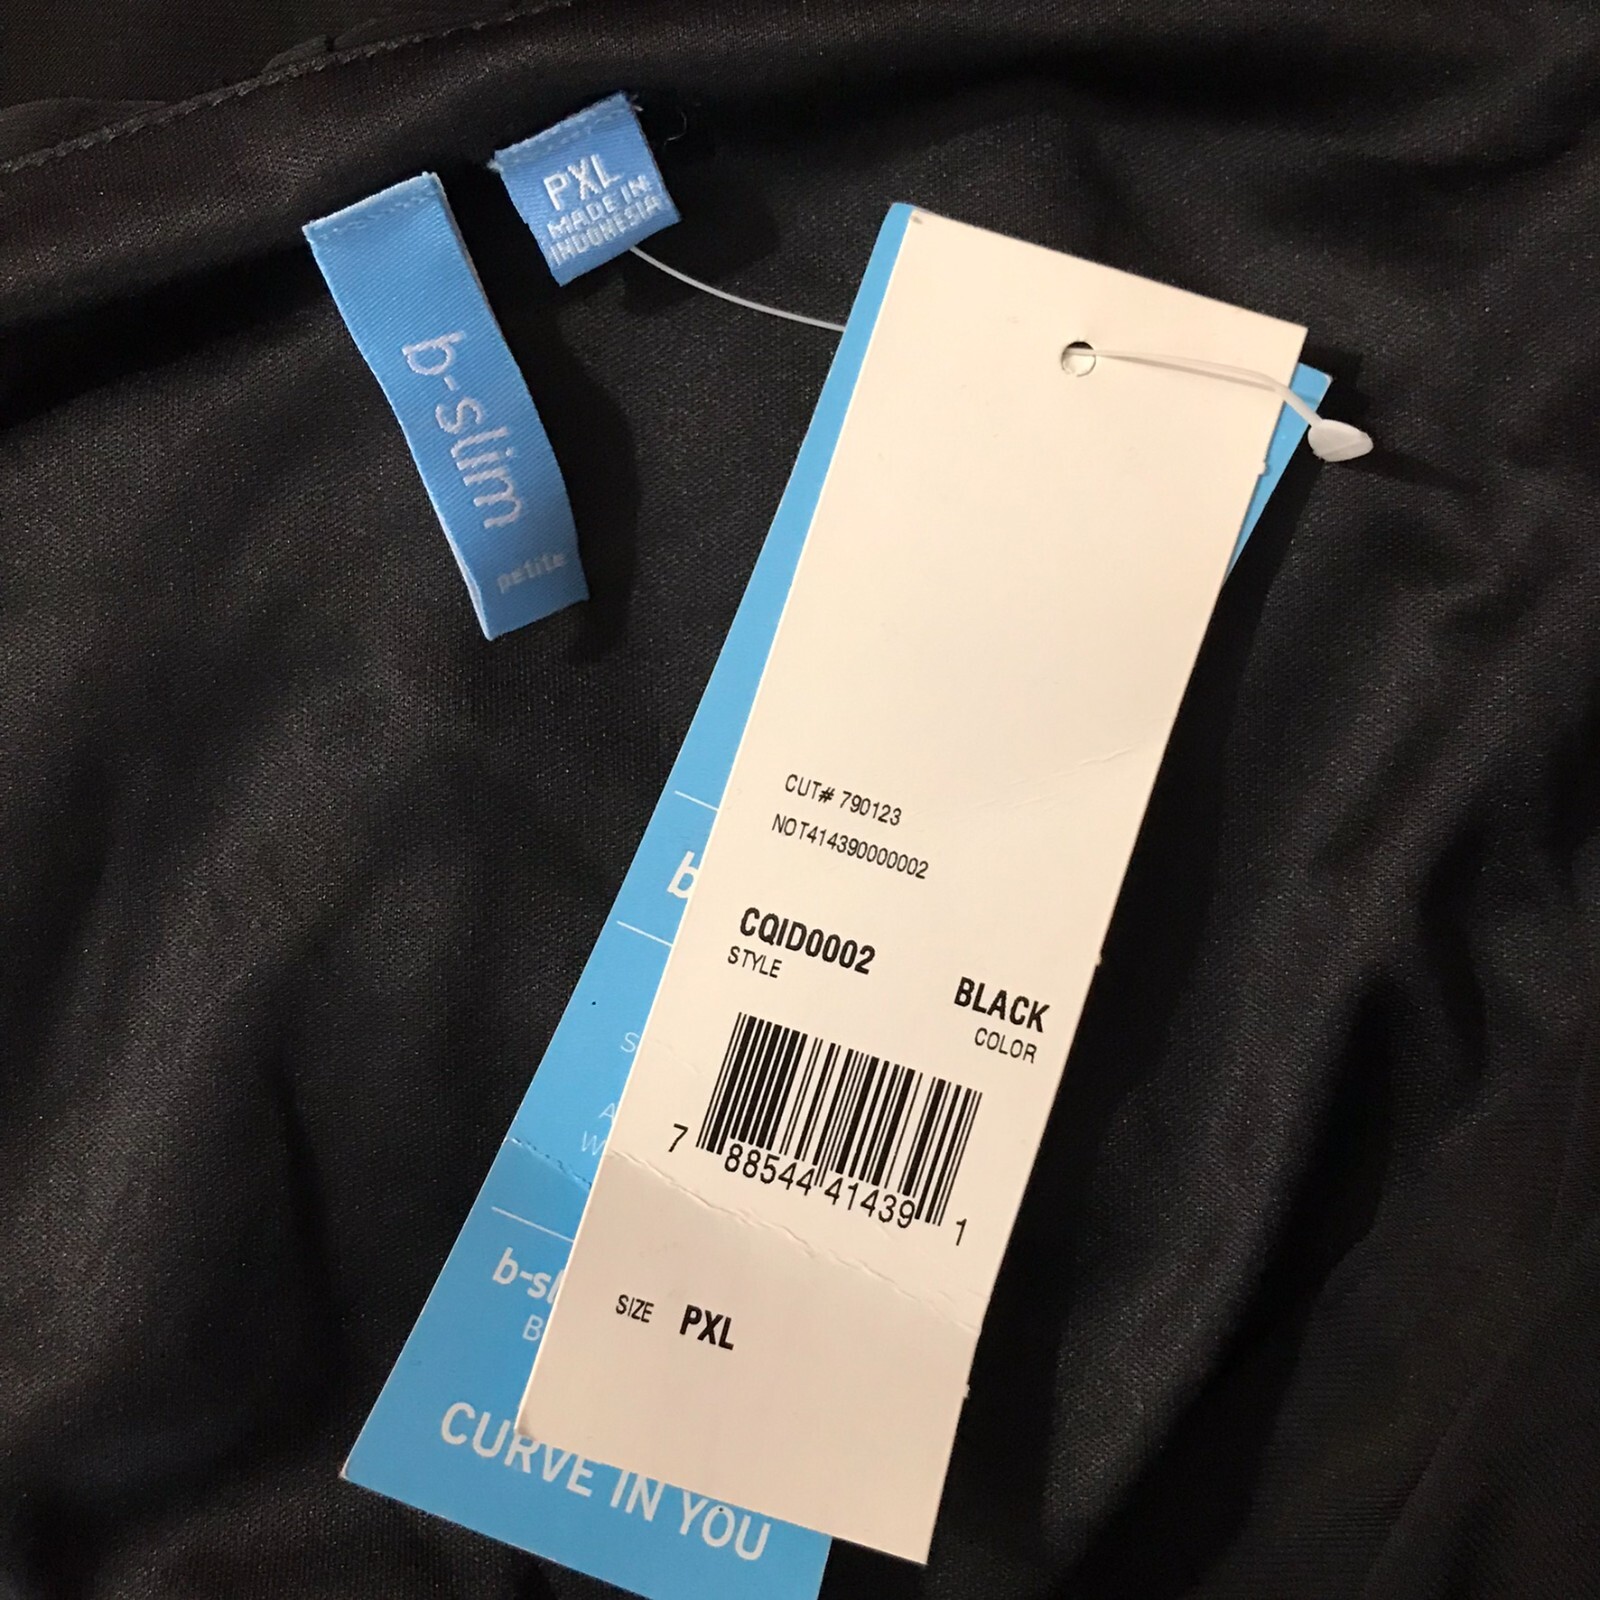 PXL
MADE IN
INDONESIA
b-slim
petite
CUT# 790123
NOT414390000002
CQID0002
STYLE
BLACK
COLOR
7 88544 41439 1
SIZE PXL
b
S
A
W
b-sl
B
CURVE IN YOU